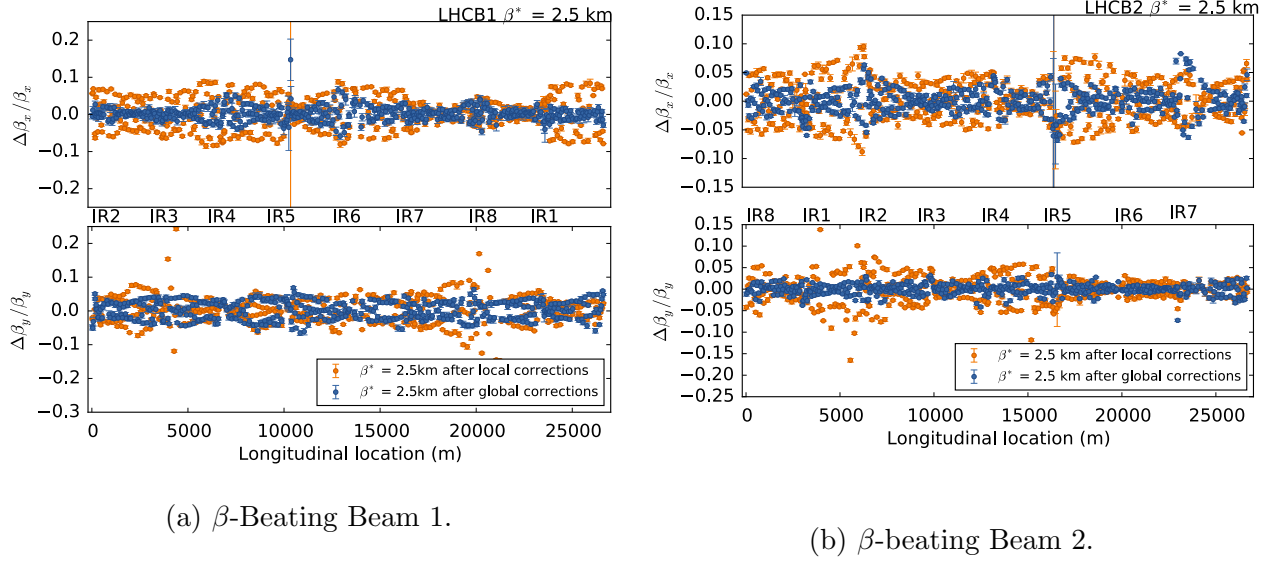 LHCB1 β* = 2.5 km
0.2
0.1
0.0
−0.1
−0.2
Δβx/βx
IR2 IR3 IR4 IR5 IR6 IR7 IR8 IR1
0.2
0.1
0.0
−0.1
−0.2
−0.3
Δβy/βy
β* = 2.5km after local corrections
β* = 2.5km after global corrections
0 5000 10000 15000 20000 25000
Longitudinal location (m)
(a) β-Beating Beam 1.
LHCB2 β* = 2.5 km
0.15
0.10
0.05
0.00
−0.05
−0.10
−0.15
Δβx/βx
IR8 IR1 IR2 IR3 IR4 IR5 IR6 IR7
0.15
0.10
0.05
0.00
−0.05
−0.10
−0.15
−0.20
−0.25
Δβy/βy
β* = 2.5 km after local corrections
β* = 2.5 km after global corrections
0 5000 10000 15000 20000 25000
Longitudinal location (m)
(b) β-beating Beam 2.